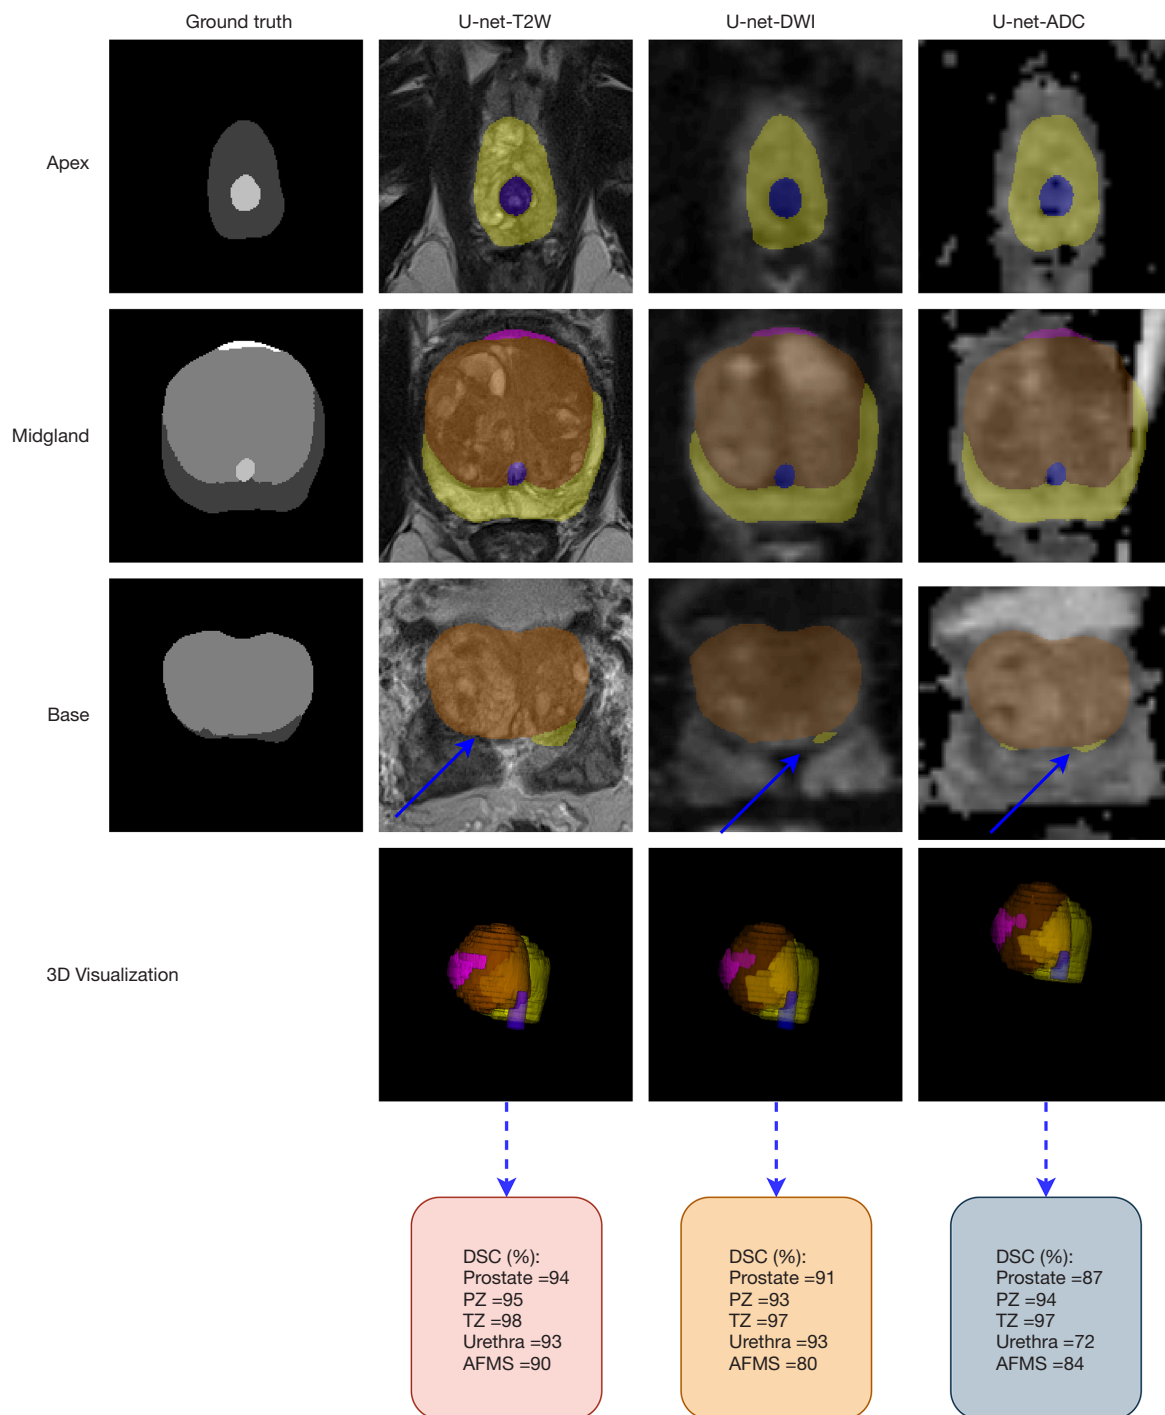 Ground truth
U-net-T2W
U-net-DWI
U-net-ADC
Apex
Midgland
Base
3D Visualization
DSC (%):
Prostate =94
PZ =95
TZ =98
Urethra =93
AFMS =90
DSC (%):
Prostate =91
PZ =93
TZ =97
Urethra =93
AFMS =80
DSC (%):
Prostate =87
PZ =94
TZ =97
Urethra =72
AFMS =84